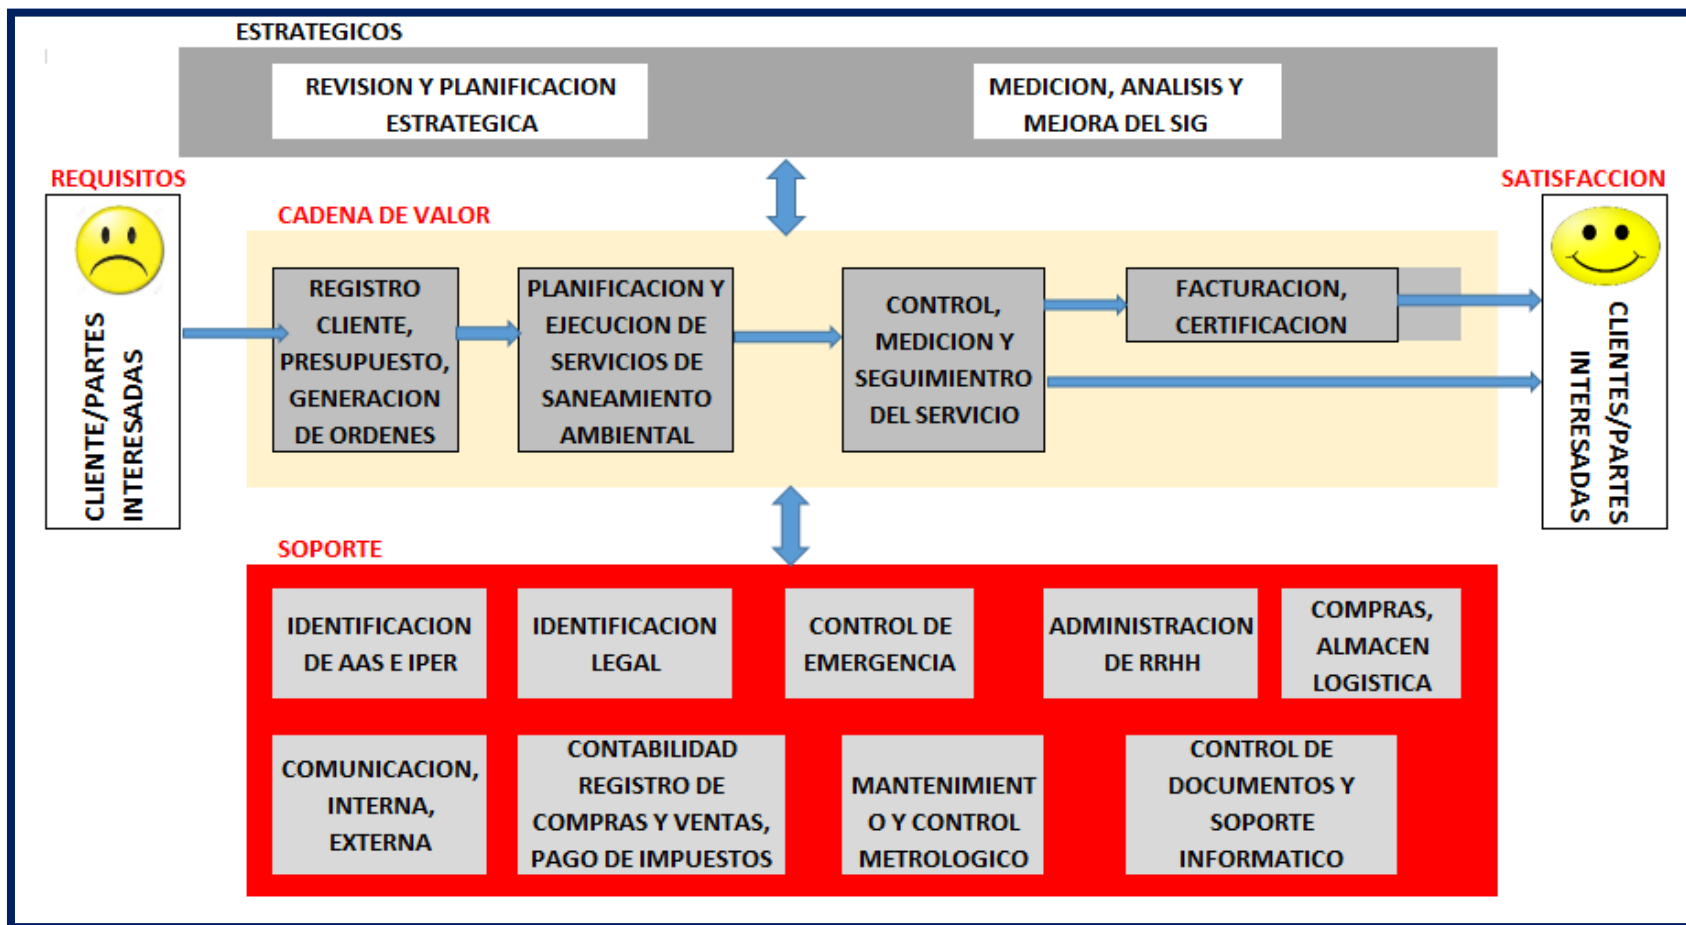 ESTRATEGICOS
REVISION Y PLANIFICACION
ESTRATEGICA
MEDICION, ANALISIS Y
MEJORA DEL SIG
REQUISITOS
CLIENTE/PARTES
INTERESADAS
CADENA DE VALOR
REGISTRO
CLIENTE,
PRESUPUESTO,
GENERACION
DE ORDENES
PLANIFICACION Y
EJECUCION DE
SERVICIOS DE
SANEAMIENTO
AMBIENTAL
CONTROL,
MEDICION Y
SEGUIMIENTRO
DEL SERVICIO
FACTURACION,
CERTIFICACION
SATISFACCION
CLIENTES/PARTES
INTERESADAS
SOPORTE
IDENTIFICACION
DE AAS E IPER
IDENTIFICACION
LEGAL
CONTROL DE
EMERGENCIA
ADMINISTRACION
DE RRHH
COMPRAS,
ALMACEN
LOGISTICA
COMUNICACION,
INTERNA,
EXTERNA
CONTABILIDAD
REGISTRO DE
COMPRAS Y VENTAS,
PAGO DE IMPUESTOS
MANTENIMIENT
O Y CONTROL
METROLOGICO
CONTROL DE
DOCUMENTOS Y
SOPORTE
INFORMATICO